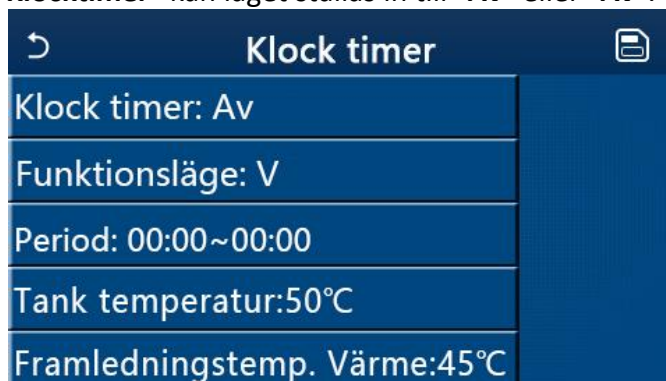 Klock timer
Klock timer: Av
Funktionsläge: V
Period: 00:00~00:00
Tank temperatur:50℃
Framledningstemp. Värme:45℃